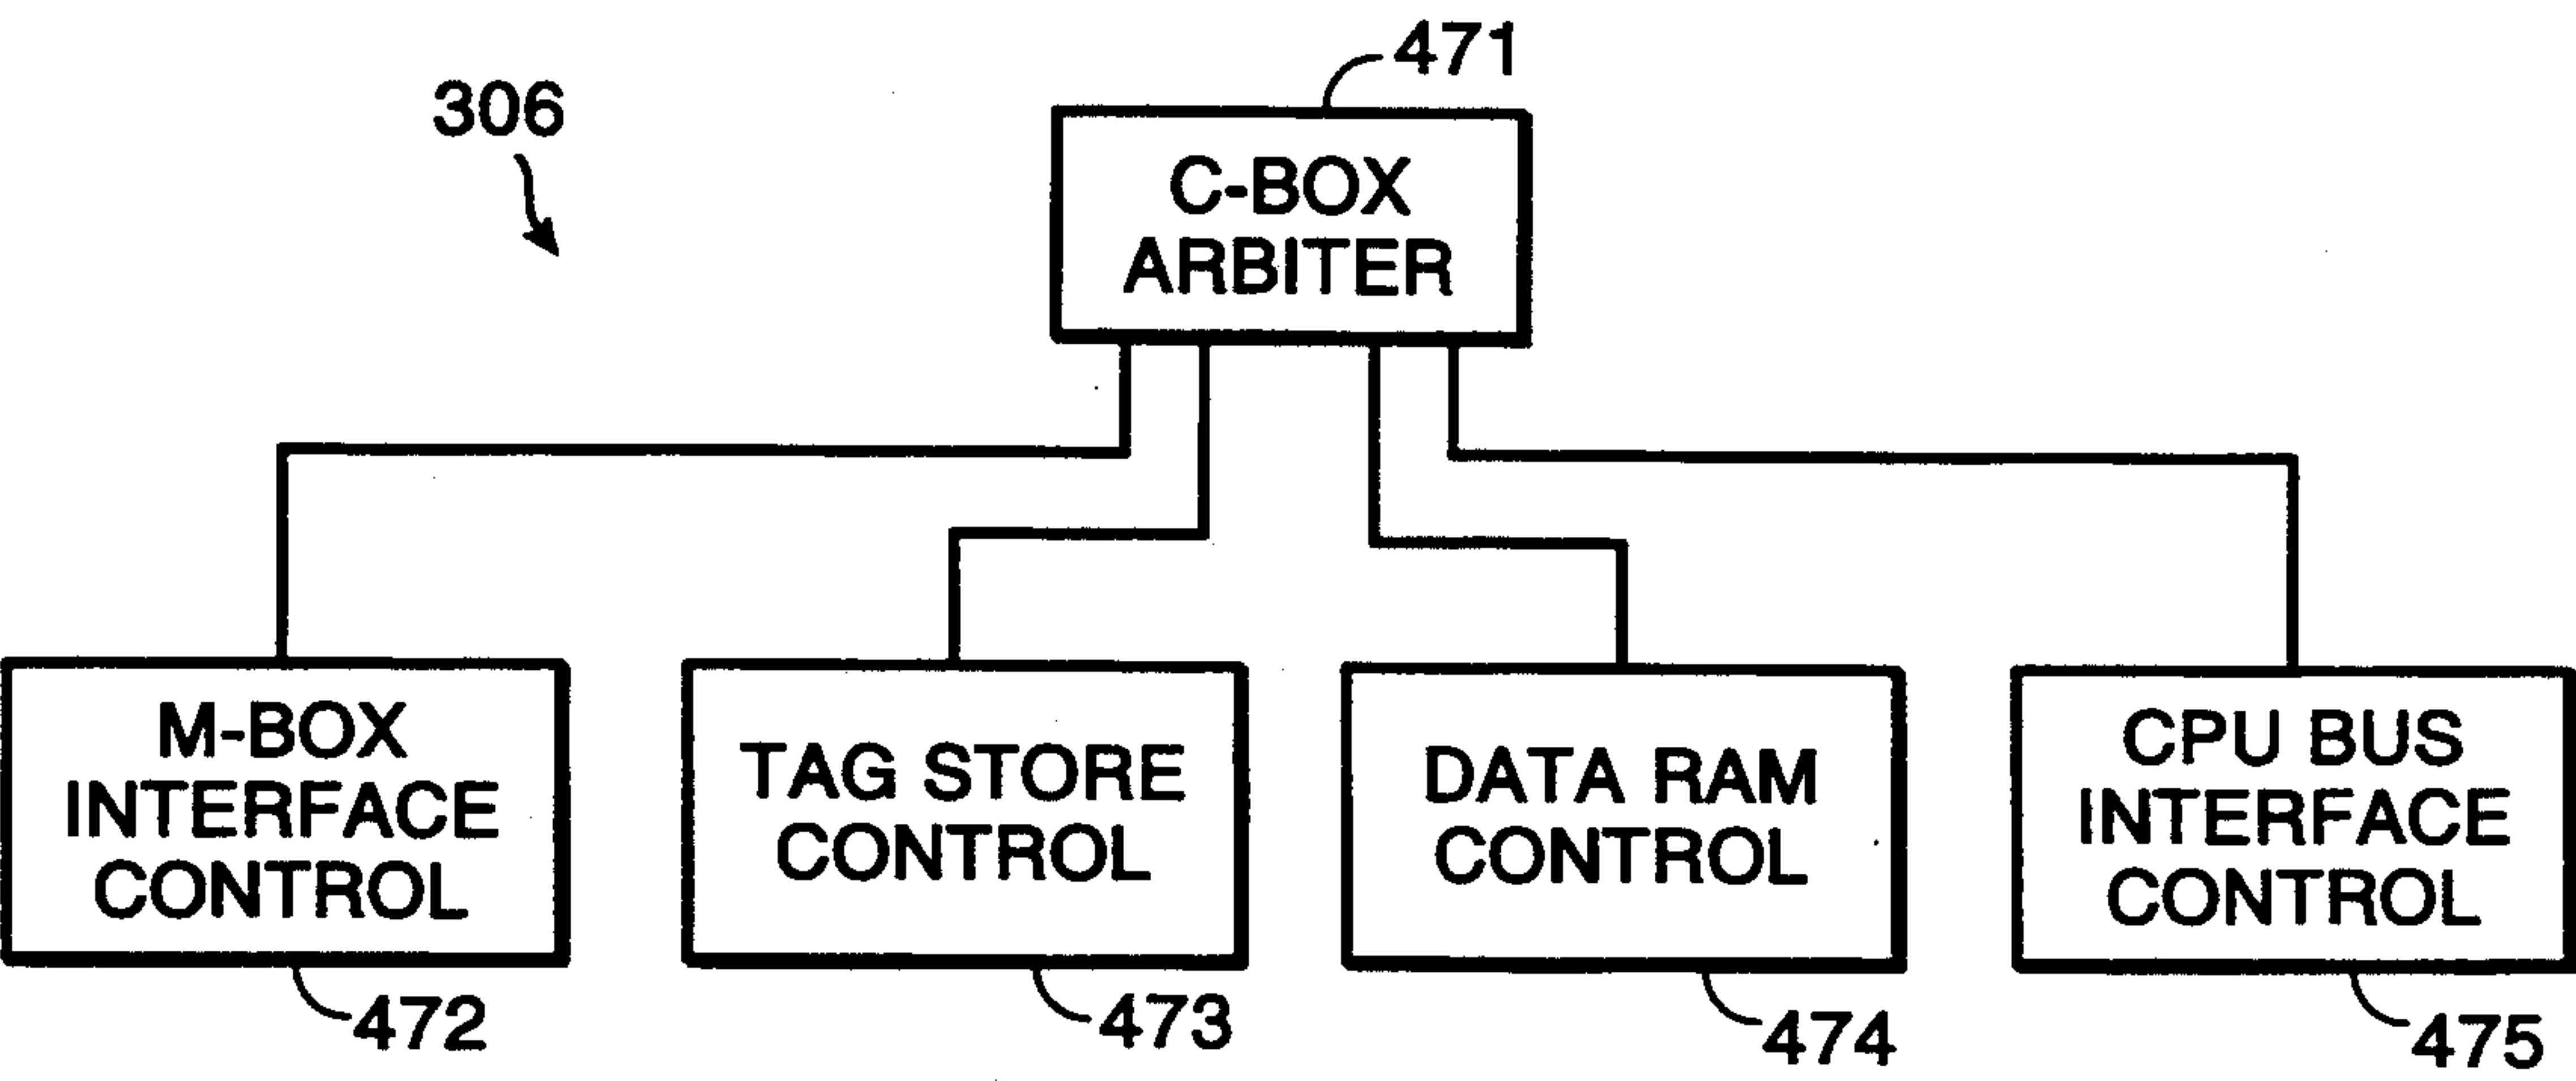 471
306
C-BOX
ARBITER
M-BOX
INTERFACE
CONTROL
TAG STORE
CONTROL
DATA RAM
CONTROL
CPU BUS
INTERFACE
CONTROL
472
473
474
475